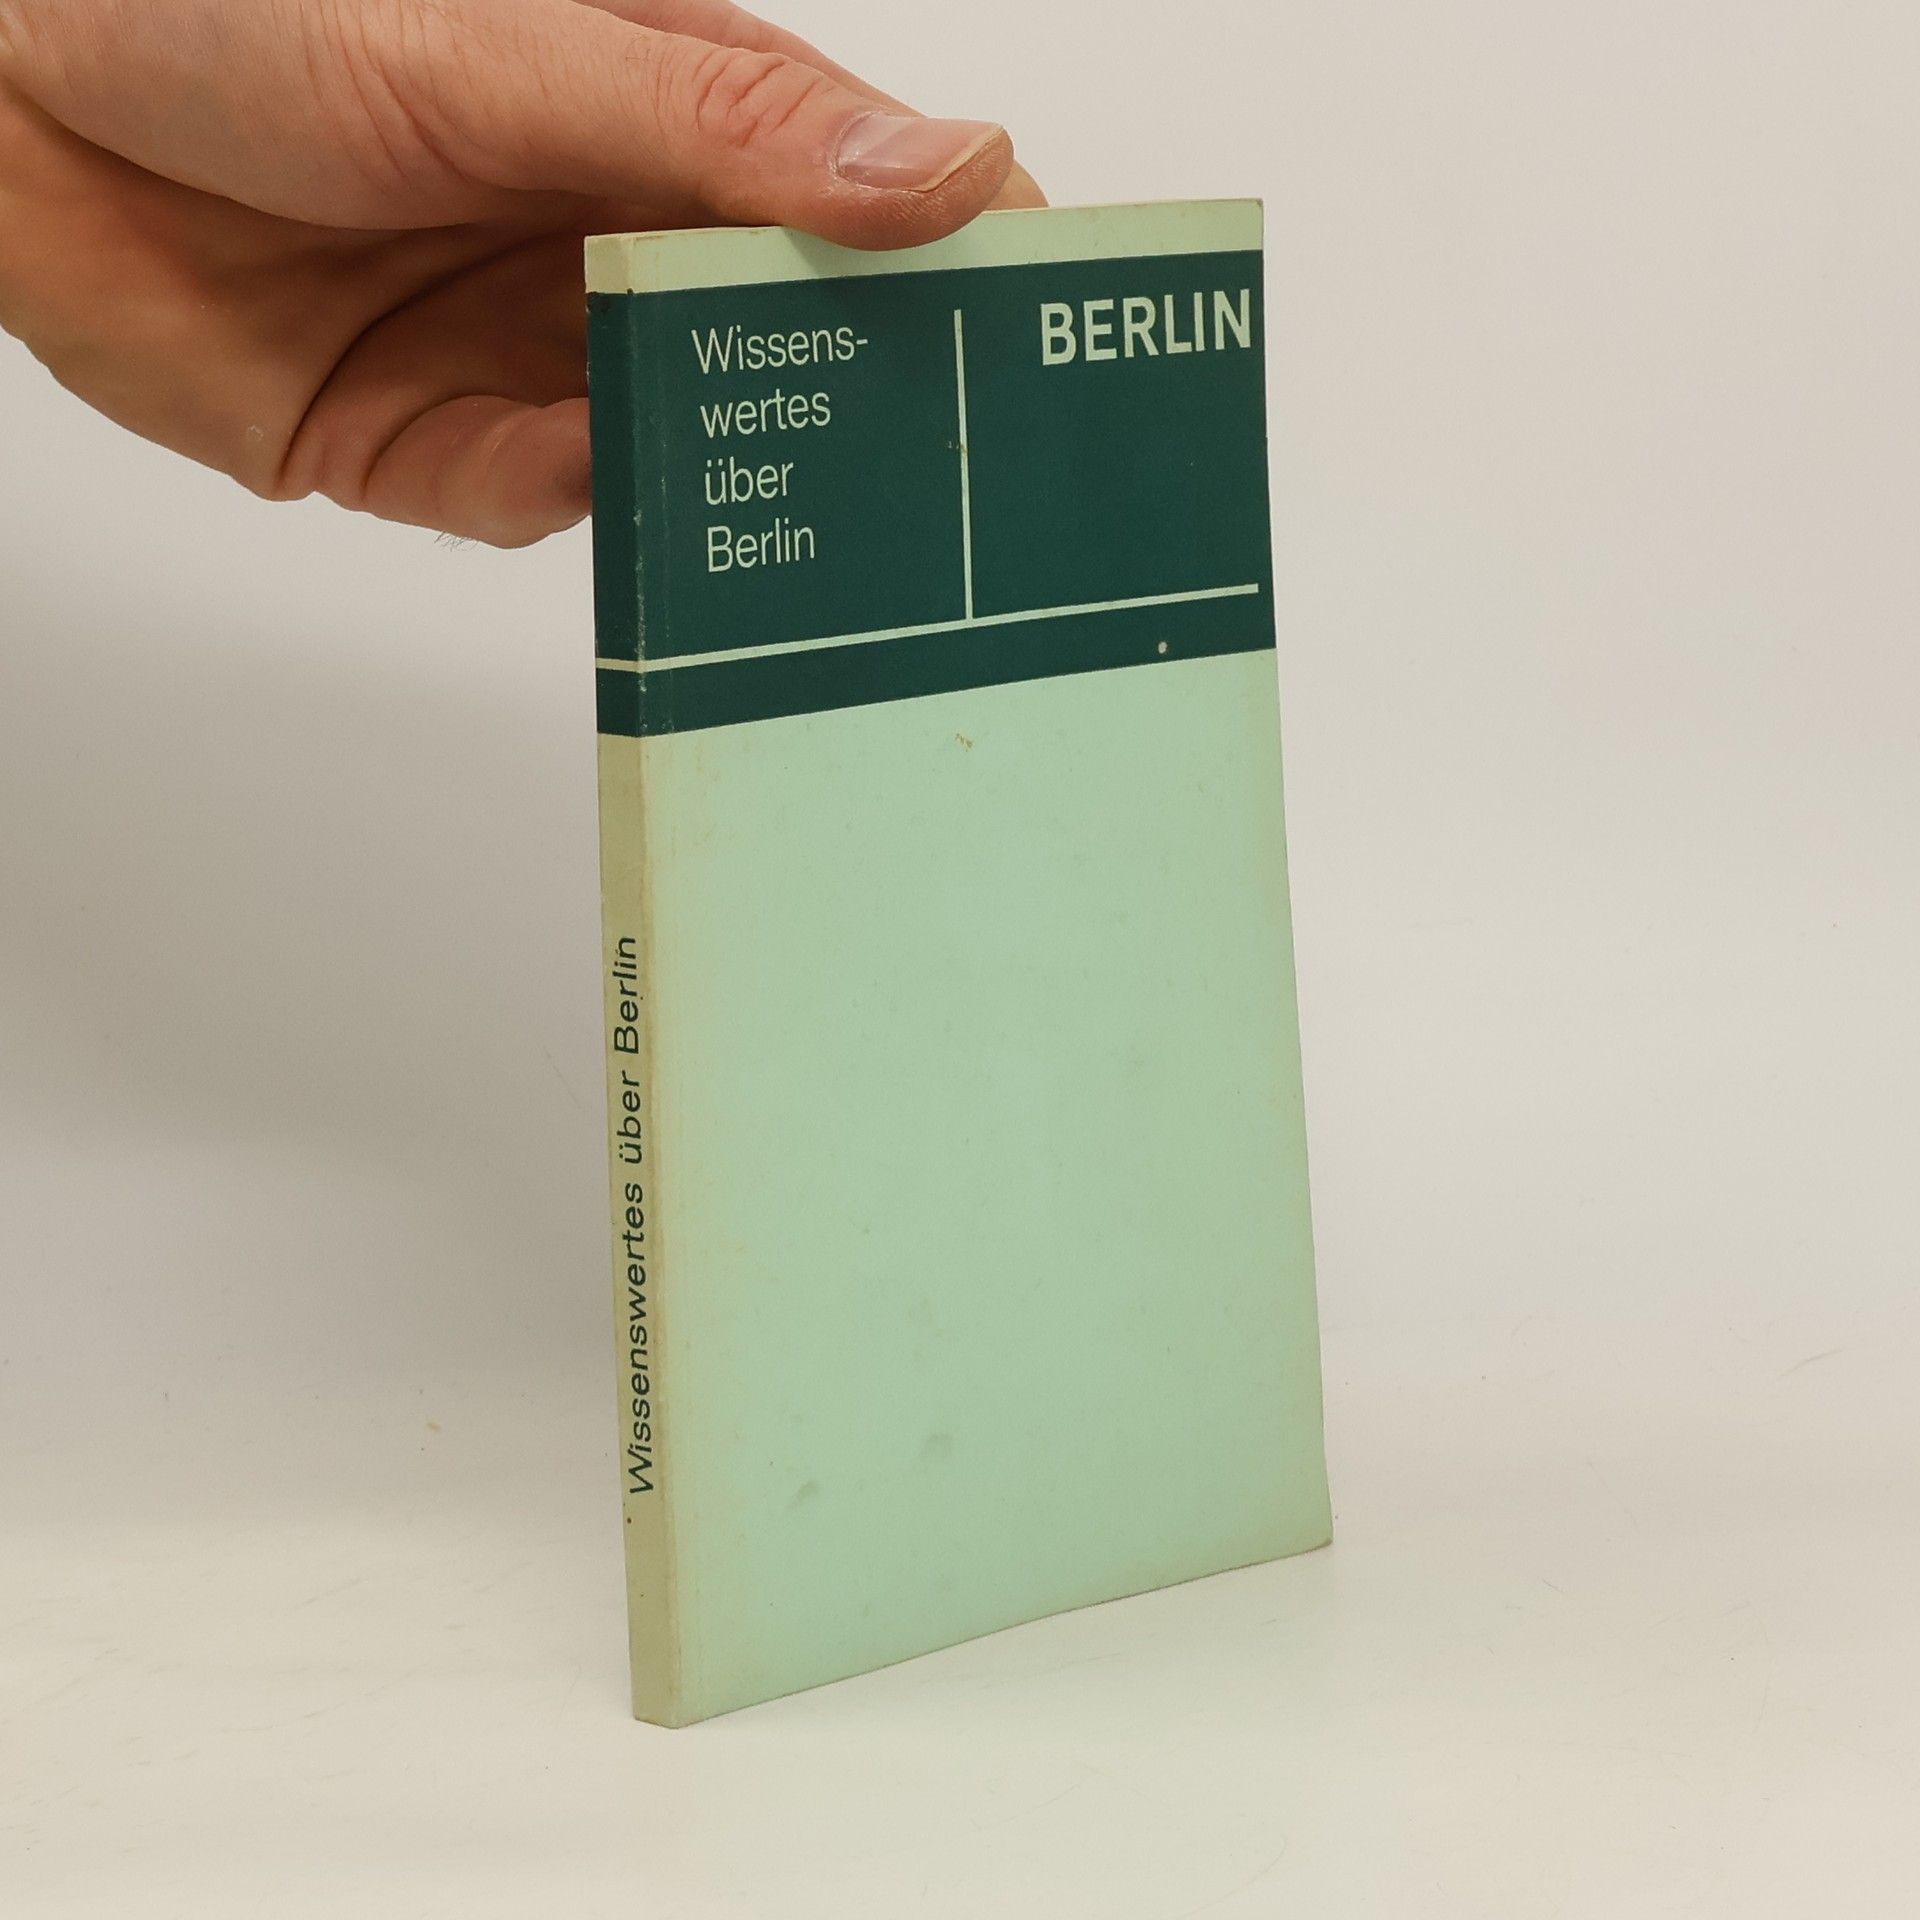 Wissens-
wertes
über
Berlin
BERLIN
Wissenswertes über Berlin